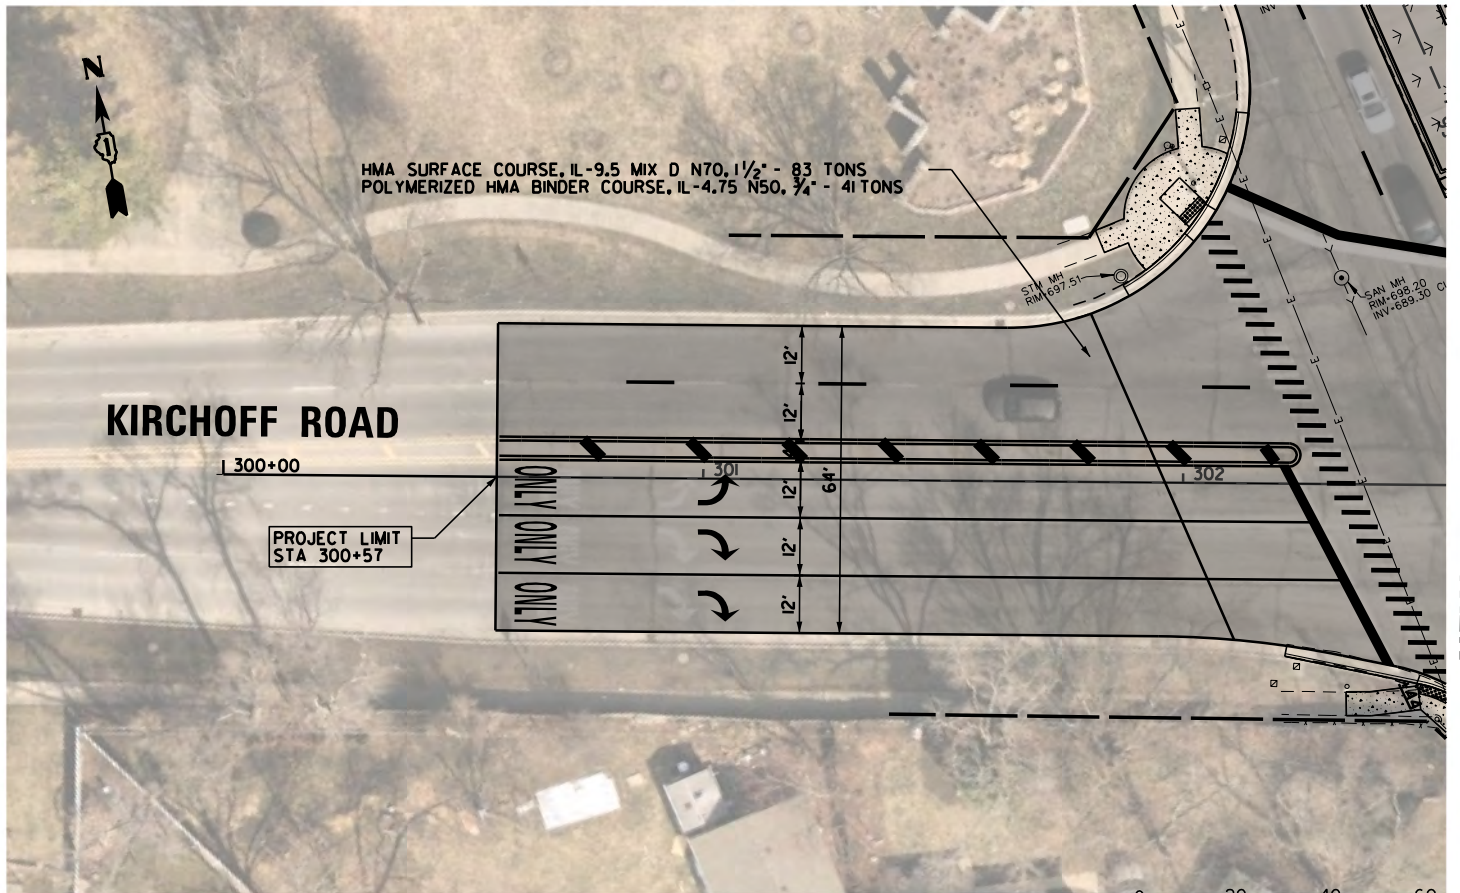 INV
N
HMA SURFACE COURSE, IL-9.5 MIX D N70, 1 1/2" - 83 TONS
POLYMERIZED HMA BINDER COURSE, IL-4.75 N50, 3/4" - 41 TONS
STM MH
RIM=697.51
SAN MH
RIM=698.20
INV=689.30
12'
12'
KIRCHOFF ROAD
300+00
301
302
ONLY
12'
64'
PROJECT LIMIT
STA 300+57
ONLY
12'
ONLY
12'
0 20 40 60